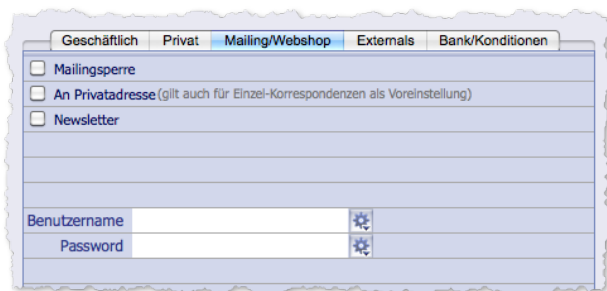 Geschäftlich Privat Mailing/Webshop Externals Bank/Konditionen
Mailingsperre
An Privatadresse (gilt auch für Einzel-Korrespondenzen als Voreinstellung)
Newsletter
Benutzername
Password